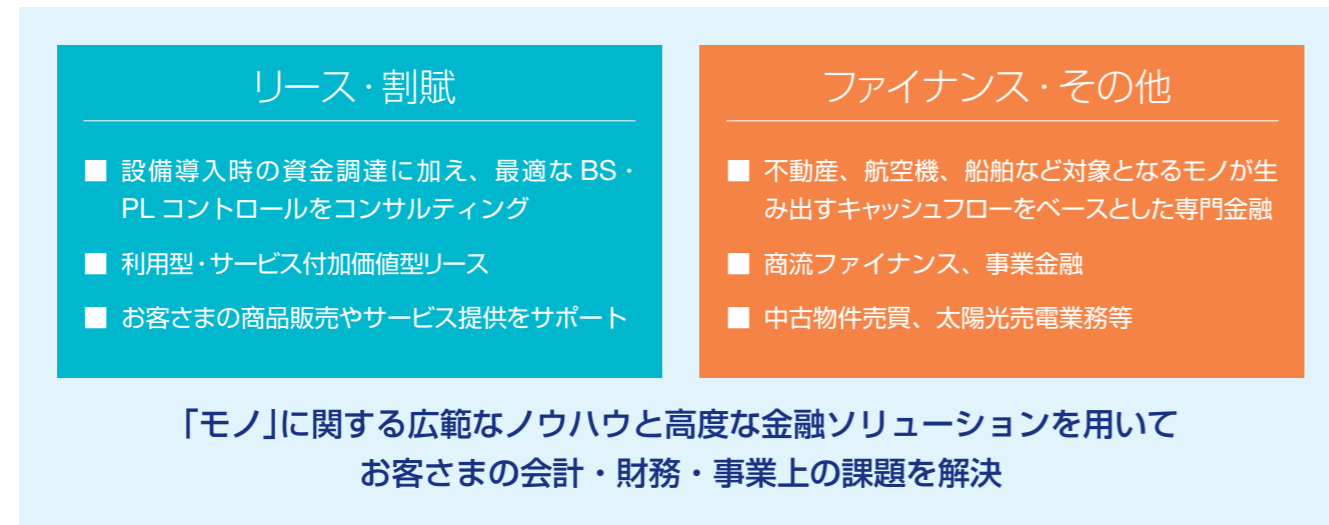 リース・割賦
■ 設備導入時の資金調達に加え、最適な BS・
PL コントロールをコンサルティング
■ 利用型・サービス付加価値型リース
■ お客さまの商品販売やサービス提供をサポート
ファイナンス・その他
■ 不動産、航空機、船舶など対象となるモノが生
み出すキャッシュフローをベースとした専門金融
■ 商流ファイナンス、事業金融
■ 中古物件売買、太陽光売電業務等
「モノ」に関する広範なノウハウと高度な金融ソリューションを用いて
お客さまの会計・財務・事業上の課題を解決